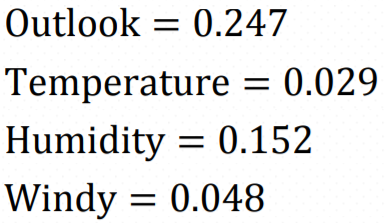 Outlook = 0.247
Temperature = 0.029
Humidity = 0.152
Windy = 0.048